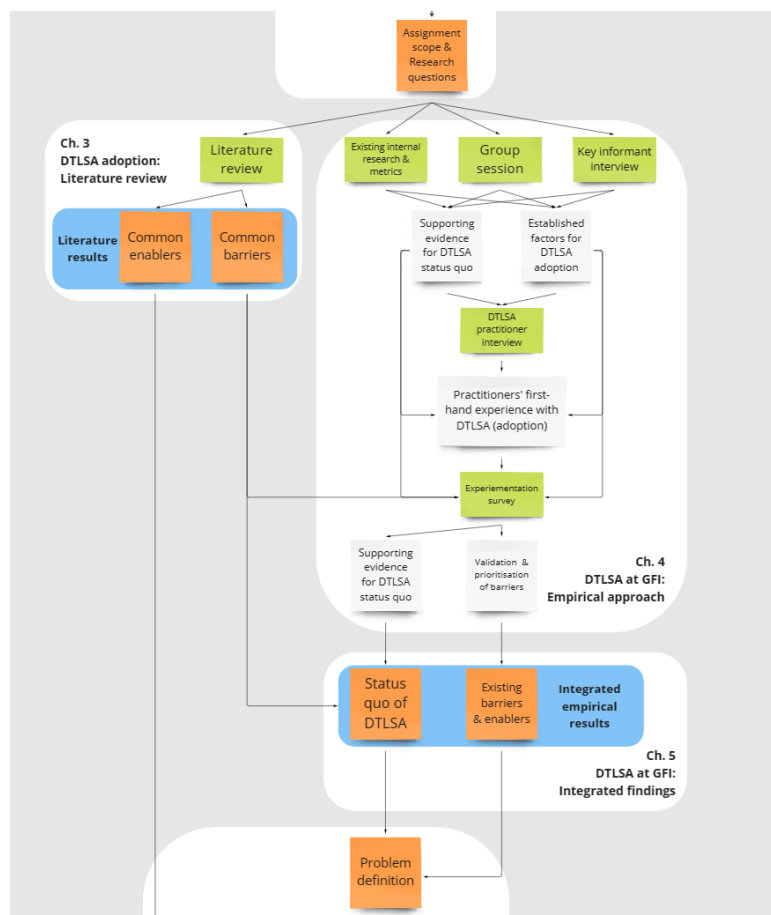 Assignment
scope &
Research
questions
Ch. 3
DTLSA adoption:
Literature review
Literature
review
Existing internal
research &
metrics
Group
session
Key informant
interview
Literature
results
Common
enablers
Common
barriers
Supporting
evidence
for DTLSA
status quo
Established
factors for
DTLSA
adoption
DTLSA
practitioner
interview
Practitioners' first-
hand experience with
DTLSA (adoption)
Experiementation
survey
Supporting
evidence
for DTLSA
status quo
Validation &
prioritisation
of barriers
Ch. 4
DTLSA at GFI:
Empirical approach
Status
quo of
DTLSA
Existing
barriers
& enablers
Integrated
empirical
results
Ch. 5
DTLSA at GFI:
Integrated findings
Problem
definition